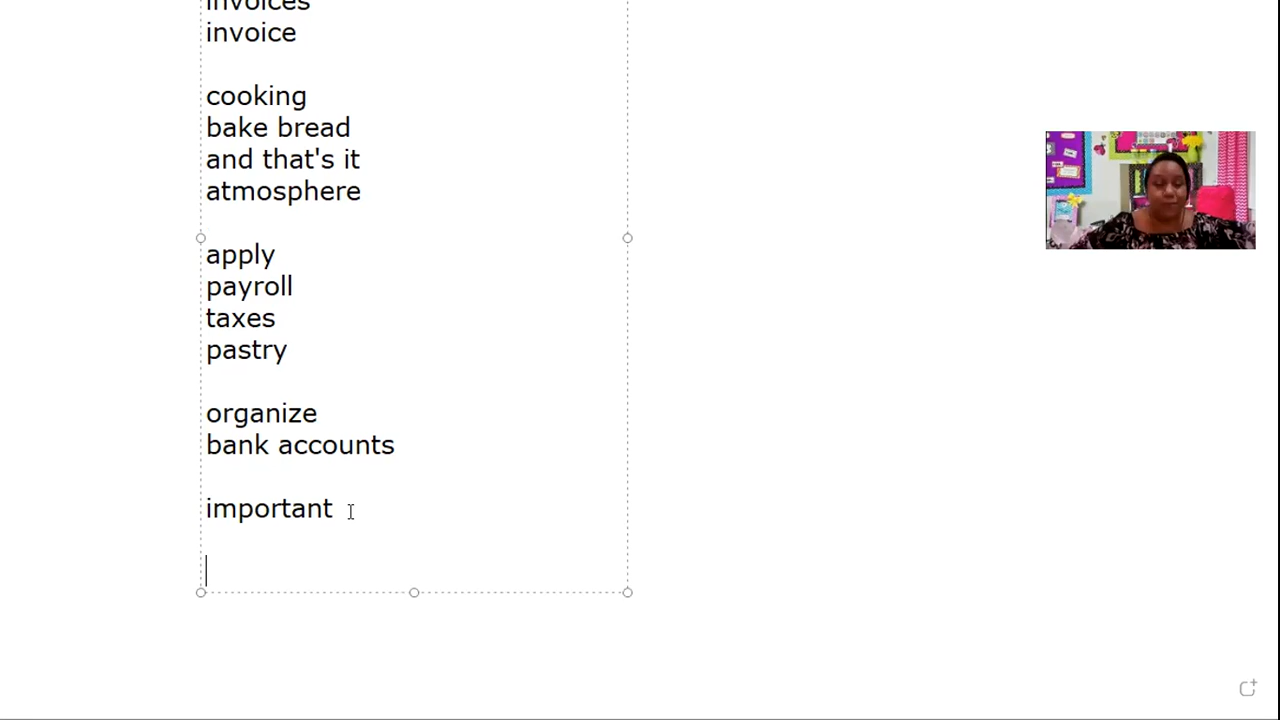 invoices
invoice
cooking
bake bread
and that's it
atmosphere
apply
payroll
taxes
pastry
organize
bank accounts
important